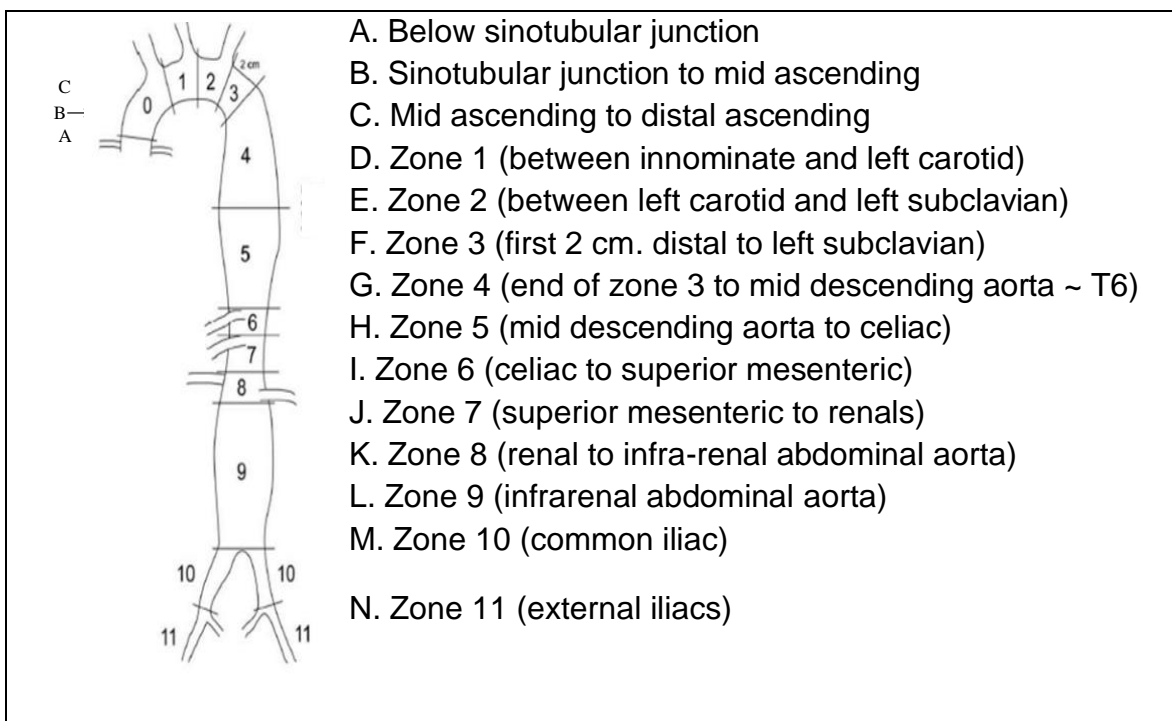 A. Below sinotubular junction
B. Sinotubular junction to mid ascending
C. Mid ascending to distal ascending
D. Zone 1 (between innominate and left carotid)
E. Zone 2 (between left carotid and left subclavian)
F. Zone 3 (first 2 cm. distal to left subclavian)
G. Zone 4 (end of zone 3 to mid descending aorta ~ T6)
H. Zone 5 (mid descending aorta to celiac)
I. Zone 6 (celiac to superior mesenteric)
J. Zone 7 (superior mesenteric to renals)
K. Zone 8 (renal to infra-renal abdominal aorta)
L. Zone 9 (infrarenal abdominal aorta)
M. Zone 10 (common iliac)
N. Zone 11 (external iliacs)
2 cm
C
B
A
0
1
2
3
4
5
6
7
8
9
10 10
11 11